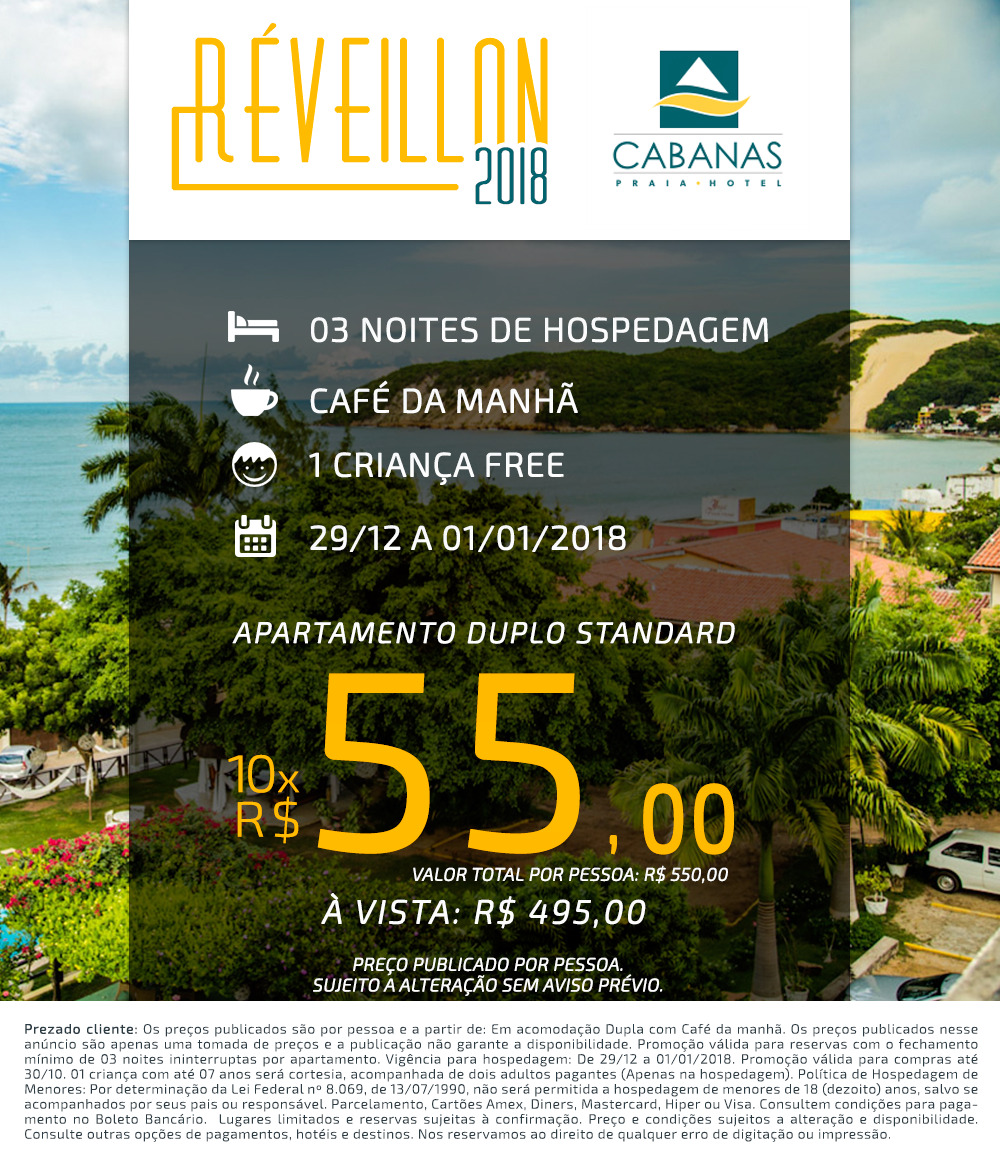 RÉVEILLON
2018
CABANAS
PRAIA • HOTEL
03 NOITES DE HOSPEDAGEM
CAFÉ DA MANHÃ
1 CRIANÇA FREE
29/12 A 01/01/2018
APARTAMENTO DUPLO STANDARD
10x
R$ 55,00
VALOR TOTAL POR PESSOA: R$ 550,00
À VISTA: R$ 495,00
PREÇO PUBLICADO POR PESSOA.
SUJEITO A ALTERAÇÃO SEM AVISO PRÉVIO.
Prezado cliente: Os preços publicados são por pessoa e a partir de: Em acomodação Dupla com Café da manhã. Os preços publicados nesse
anúncio são apenas uma tomada de preços e a publicação não garante a disponibilidade. Promoção válida para reservas com o fechamento
mínimo de 03 noites ininterruptas por apartamento. Vigência para hospedagem: De 29/12 a 01/01/2018. Promoção válida para compras até
30/10. 01 criança com até 07 anos será cortesia, acompanhada de dois adultos pagantes (Apenas na hospedagem). Política de Hospedagem de
Menores: Por determinação da Lei Federal nº 8.069, de 13/07/1990, não será permitida a hospedagem de menores de 18 (dezoito) anos, salvo se
acompanhados por seus pais ou responsável. Parcelamento, Cartões Amex, Diners, Mastercard, Hiper ou Visa. Consultem condições para paga-
mento no Boleto Bancário. Lugares limitados e reservas sujeitas à confirmação. Preço e condições sujeitos a alteração e disponibilidade.
Consulte outras opções de pagamentos, hotéis e destinos. Nos reservamos ao direito de qualquer erro de digitação ou impressão.